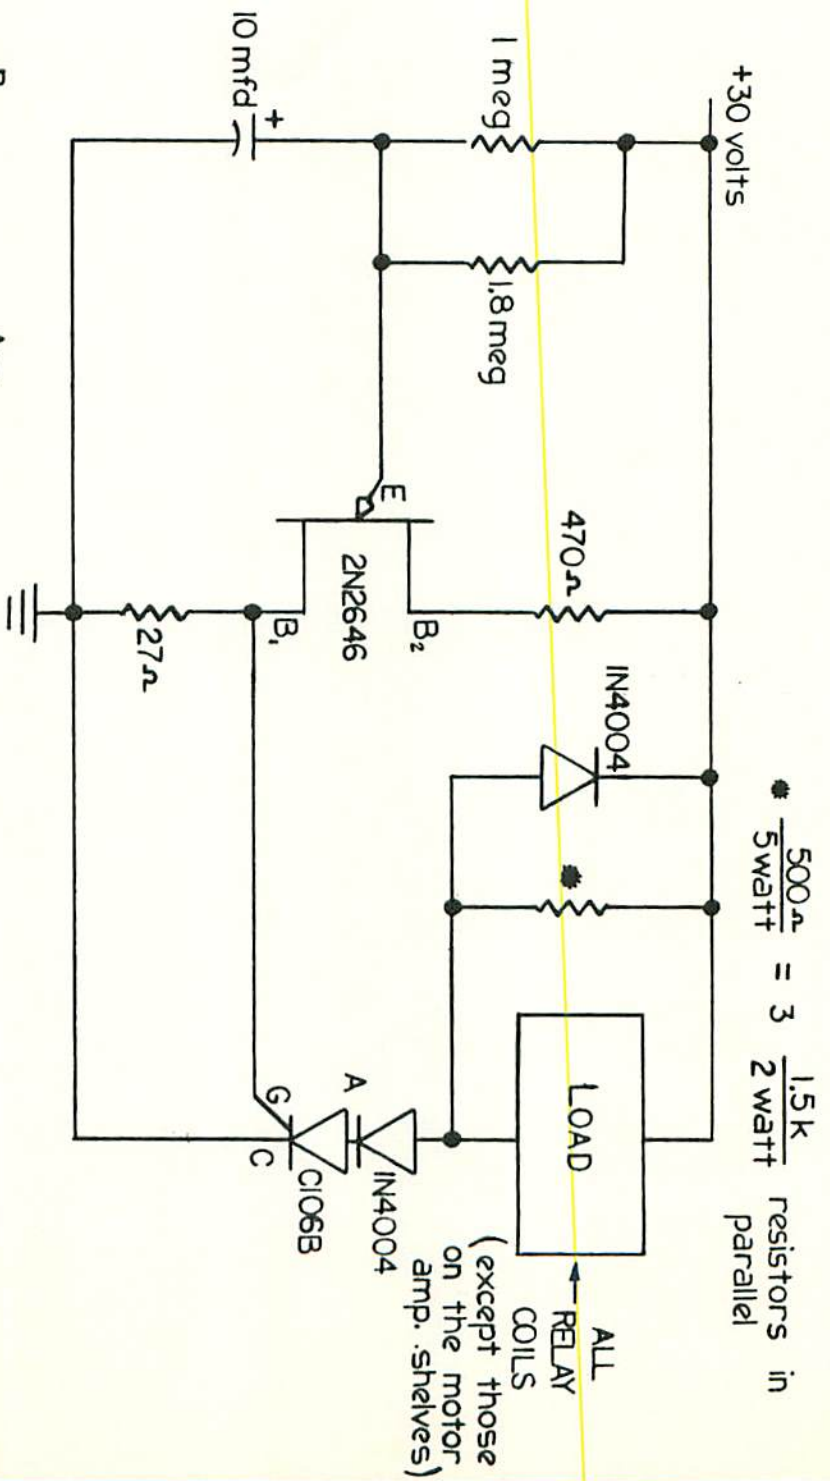 * 500Ω / 5 watt = 3 1.5k / 2 watt resistors in
parallel
+30 volts
1 meg
1.8 meg
470Ω
1N4004
*
LOAD
ALL
RELAY
COILS
(except those
on the motor
amp. shelves)
10 mfd
+
E
2N2646
B₂
B₁
27Ω
1N4004
A
G
C106B
C